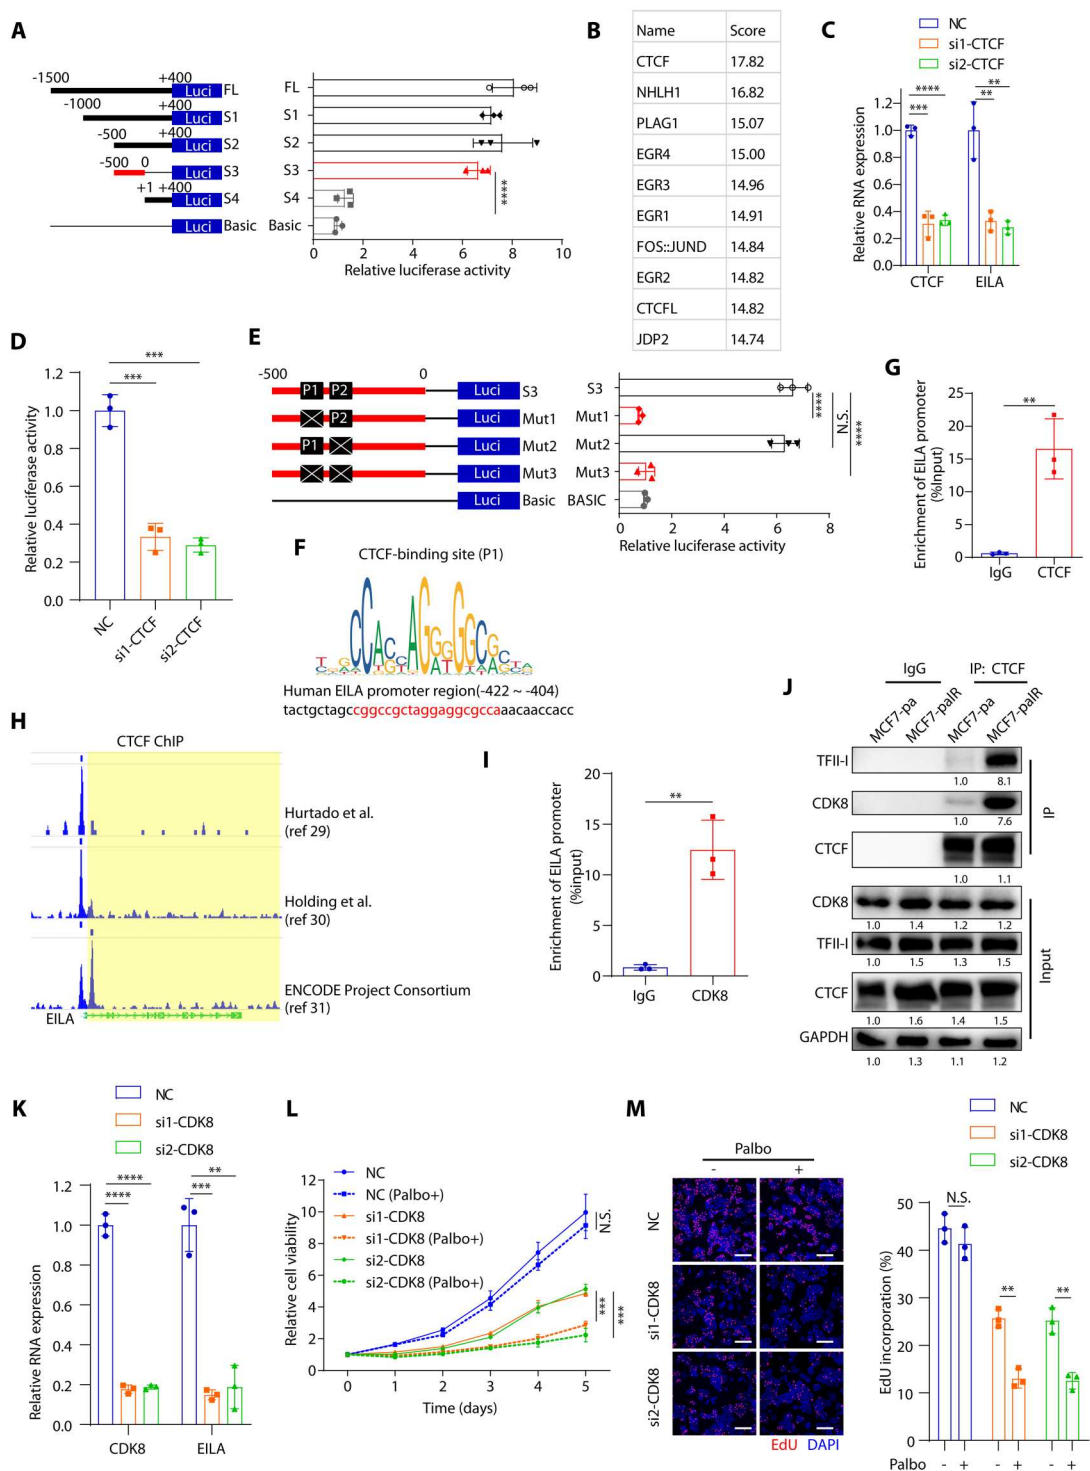 A
-1500 +400
Luci FL
-1000 +400
Luci S1
-500 +400
Luci S2
-500 0
Luci S3
+1 +400
Luci S4
Luci Basic
FL
S1
S2
S3
S4
Basic
****
0 2 4 6 8 10
Relative luciferase activity
B
Name Score
CTCF 17.82
NHLH1 16.82
PLAG1 15.07
EGR4 15.00
EGR3 14.96
EGR1 14.91
FOS::JUND 14.84
EGR2 14.82
CTCFL 14.82
JDP2 14.74
C
NC
si1-CTCF
si2-CTCF
Relative RNA expression
1.2
1.0
0.8
0.6
0.4
0.2
0.0
****
***
**
**
CTCF EILA
D
Relative luciferase activity
1.2
1.0
0.8
0.6
0.4
0.2
0.0
***
***
NC
si1-CTCF
si2-CTCF
E
-500 0
P1 P2 Luci S3
Luci Mut1
P1 Luci Mut2
Luci Mut3
Luci Basic
S3
Mut1
Mut2
Mut3
BASIC
****
N.S.
****
0 2 4 6 8
Relative luciferase activity
F
CTCF-binding site (P1)
Human EILA promoter region(-422 ~ -404)
tactgctagccggccgctaggaggcgccaaacaaccacc
G
Enrichment of EILA promoter
(%Input)
25
20
15
10
5
0
**
IgG CTCF
H
CTCF ChIP
Hurtado et al.
(ref 29)
Holding et al.
(ref 30)
ENCODE Project Consortium
(ref 31)
EILA
I
Enrichment of EILA promoter
(%input)
20
15
10
5
0
**
IgG CDK8
J
IgG IP: CTCF
MCF7-pa MCF7-palR MCF7-pa MCF7-palR
TFII-I
1.0 8.1
CDK8
1.0 7.6
CTCF
1.0 1.1
IP
CDK8
1.0 1.4 1.2 1.2
TFII-I
1.0 1.5 1.3 1.5
CTCF
1.0 1.6 1.4 1.5
GAPDH
1.0 1.3 1.1 1.2
Input
K
NC
si1-CDK8
si2-CDK8
Relative RNA expression
1.2
1.0
0.8
0.6
0.4
0.2
0.0
****
****
**
***
CDK8 EILA
L
NC
NC (Palbo+)
si1-CDK8
si1-CDK8 (Palbo+)
si2-CDK8
si2-CDK8 (Palbo+)
Relative cell viability
12
10
8
6
4
2
0
N.S.
***
***
0 1 2 3 4 5
Time (days)
M
Palbo
- +
NC
si1-CDK8
si2-CDK8
EdU DAPI
NC
si1-CDK8
si2-CDK8
EdU incorporation (%)
50
40
30
20
10
0
N.S.
**
**
Palbo - + - + - +